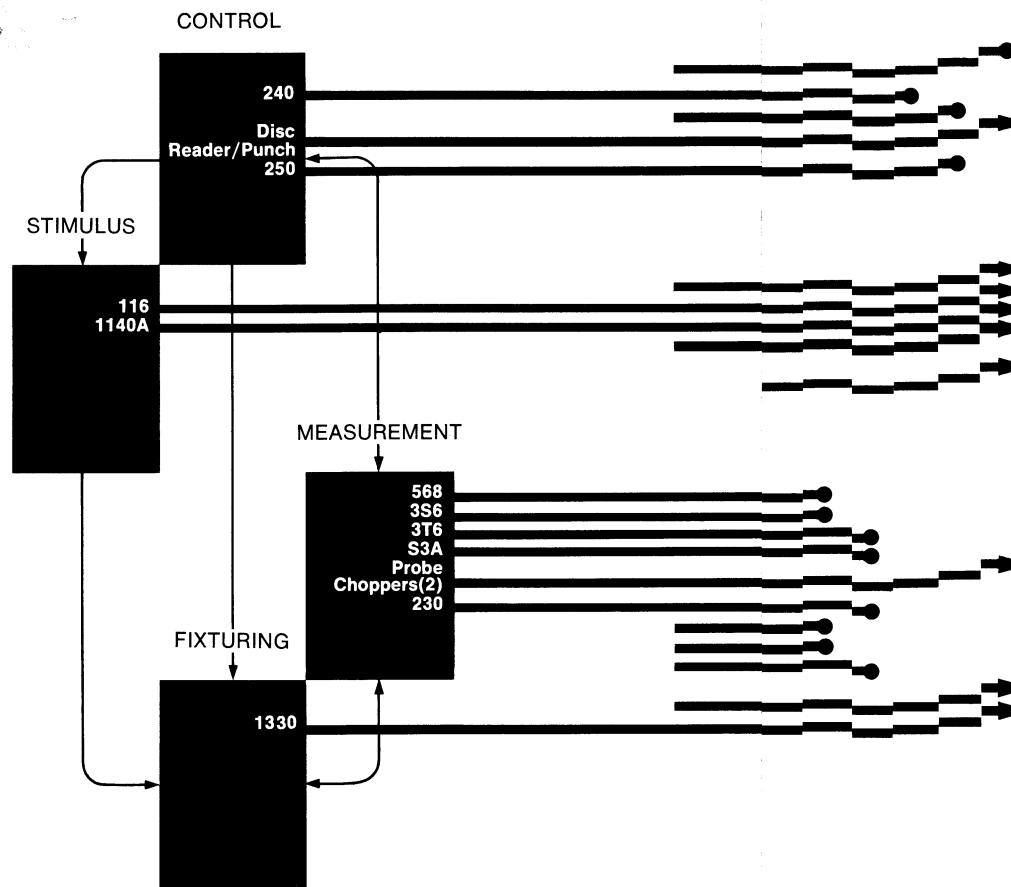 CONTROL
240
Disc
Reader/Punch
250
STIMULUS
116
1140A
MEASUREMENT
568
3S6
3T6
S3A
Probe
Choppers(2)
230
FIXTURING
1330